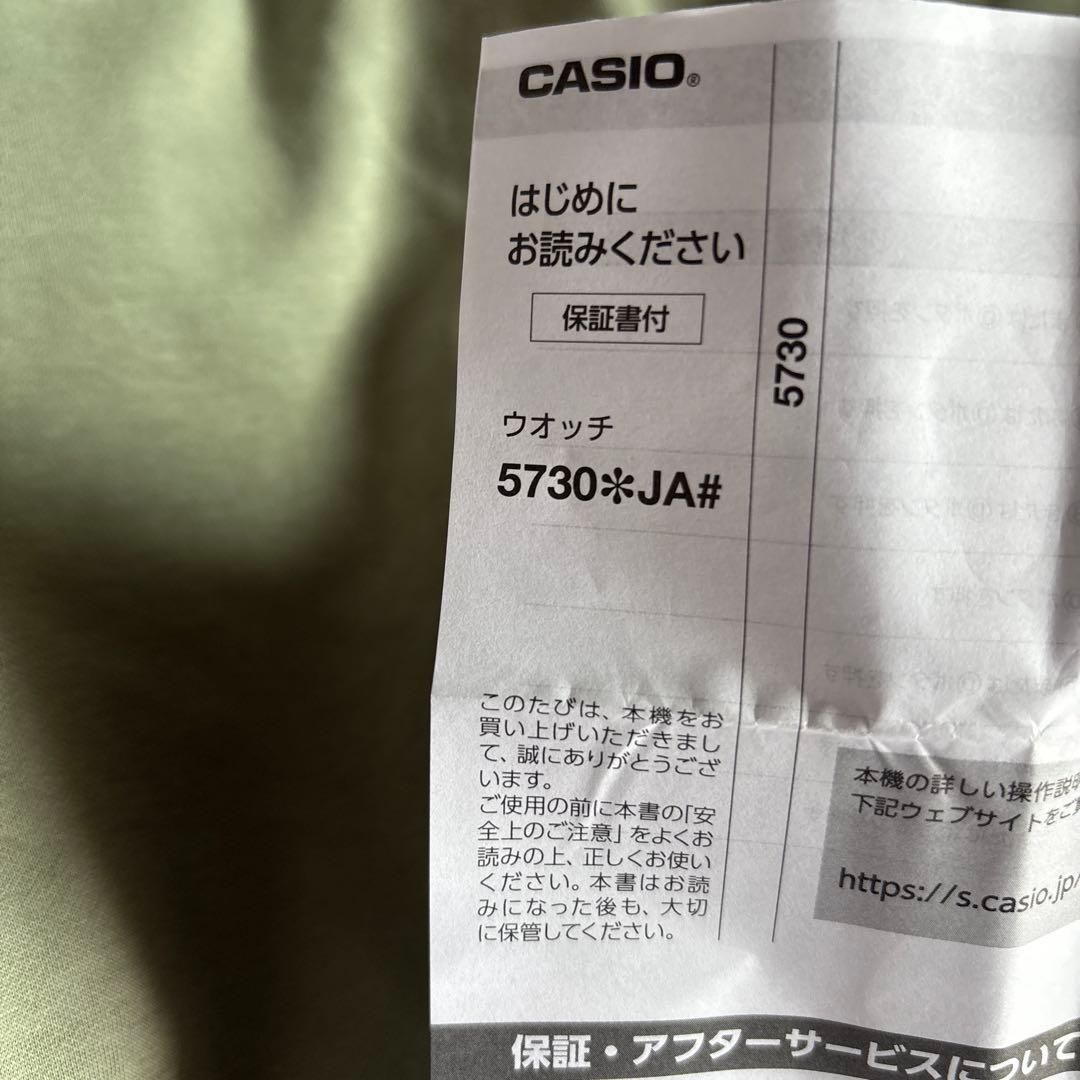 CASIO®
はじめに
お読みください
保証書付
ウオッチ
5730✻JA#
5730
このたびは、本機をお
買い上げいただきまし
て、誠にありがとうござ
います。
ご使用の前に本書の「安
全上のご注意」をよくお
読みの上、正しくお使い
ください。本書はお読
みになった後も、大切
に保管してください。
本機の詳しい操作説明
下記ウェブサイトをご
https://s.casio.jp/
保証・アフターサービスについて